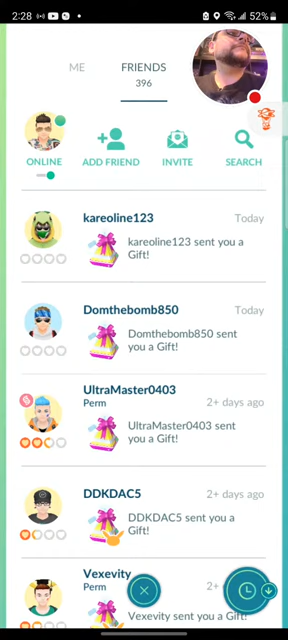 2:28
52%
ME
FRIENDS
396
ONLINE
ADD FRIEND
INVITE
SEARCH
kareoline123
Today
kareoline123 sent you a
Gift!
Domthebomb850
Today
Domthebomb850 sent
you a Gift!
UltraMaster0403
Perm
2+ days ago
UltraMaster0403 sent
you a Gift!
DDKDAC5
2+ days ago
DDKDAC5 sent you a
Gift!
Vexevity
Perm
2+
Vexevity sent you a Gift!